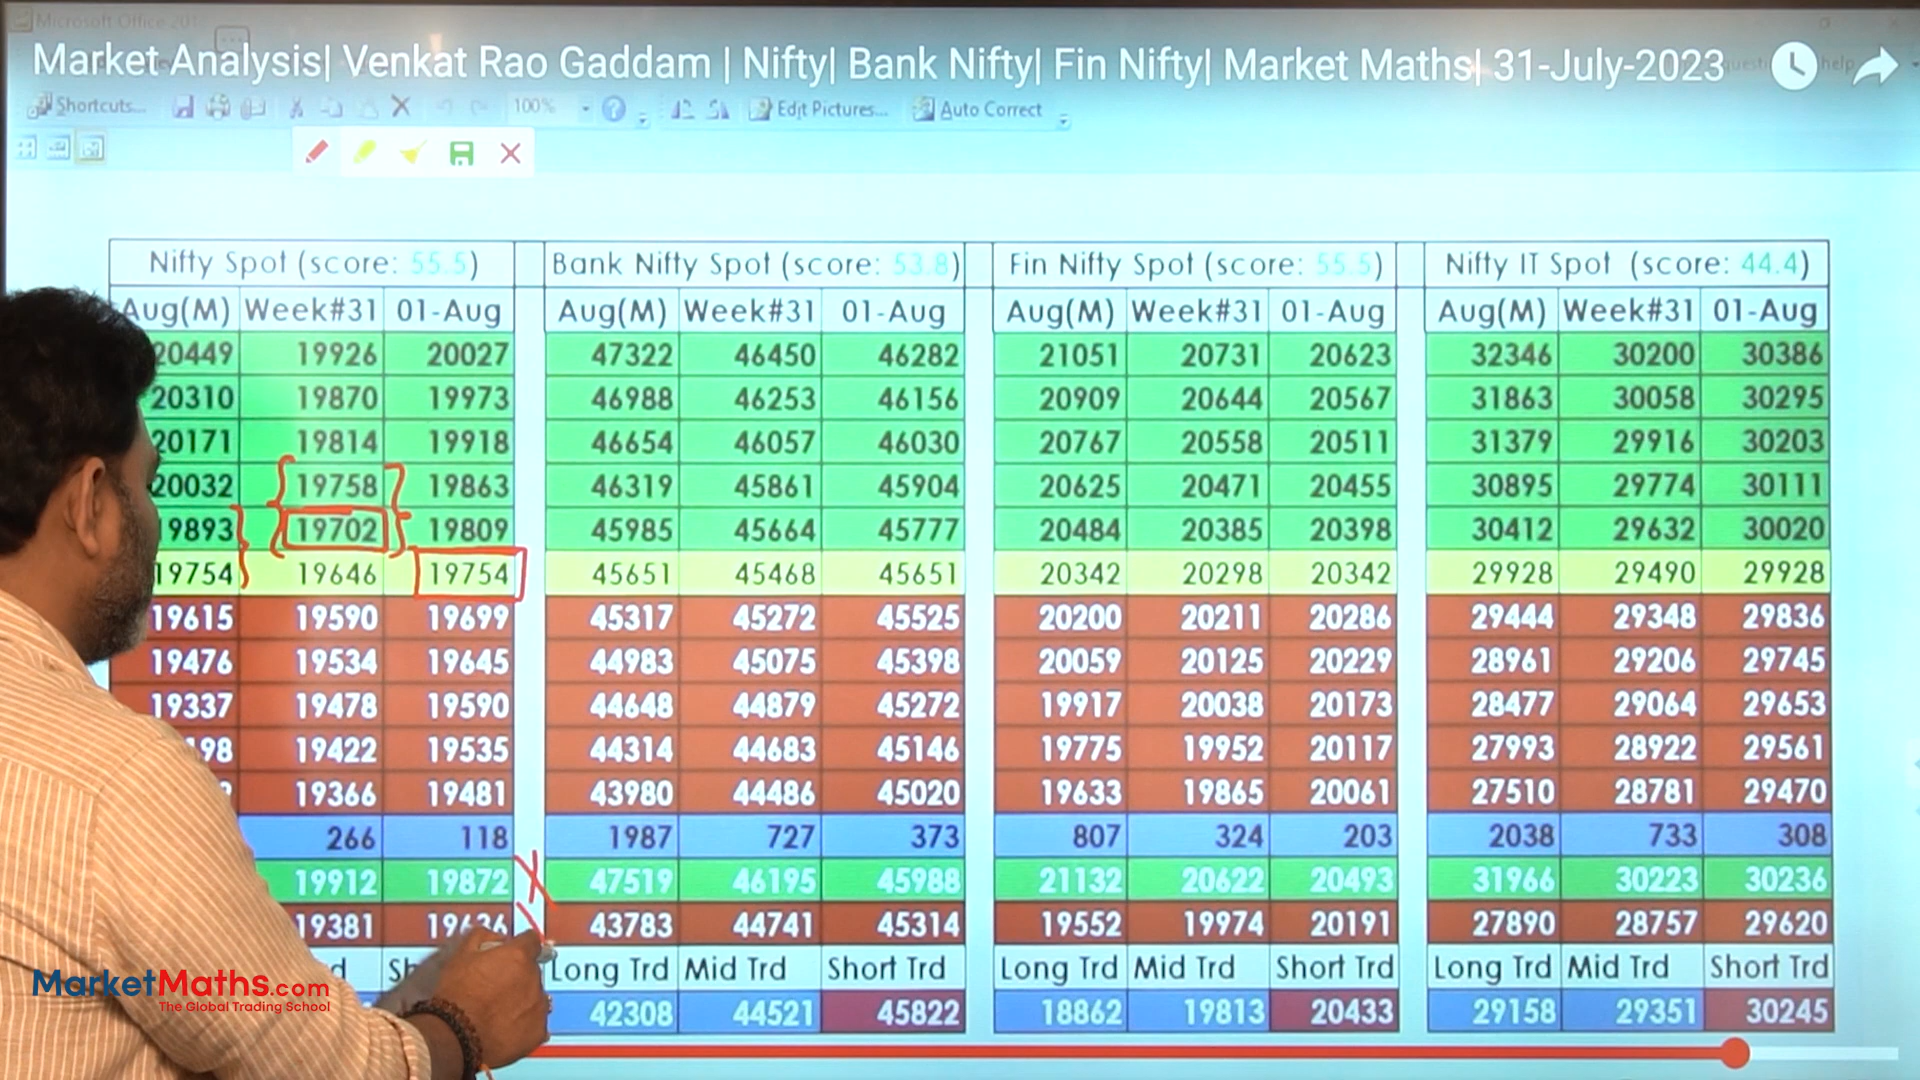 Microsoft Office 201
Market Analysis| Venkat Rao Gaddam | Nifty| Bank Nifty| Fin Nifty| Market Maths| 31-July-2023
help
Shortcuts... 100% Edit Pictures... Auto Correct
Nifty Spot (score: 55.5) Bank Nifty Spot (score: 53.8) Fin Nifty Spot (score: 55.5) Nifty IT Spot (score: 44.4)
Aug(M) Week#31 01-Aug Aug(M) Week#31 01-Aug Aug(M) Week#31 01-Aug Aug(M) Week#31 01-Aug
20449 19926 20027 47322 46450 46282 21051 20731 20623 32346 30200 30386
20310 19870 19973 46988 46253 46156 20909 20644 20567 31863 30058 30295
20171 19814 19918 46654 46057 46030 20767 20558 20511 31379 29916 30203
20032 19758 19863 46319 45861 45904 20625 20471 20455 30895 29774 30111
19893 19702 19809 45985 45664 45777 20484 20385 20398 30412 29632 30020
19754 19646 19754 45651 45468 45651 20342 20298 20342 29928 29490 29928
19615 19590 19699 45317 45272 45525 20200 20211 20286 29444 29348 29836
19476 19534 19645 44983 45075 45398 20059 20125 20229 28961 29206 29745
19337 19478 19590 44648 44879 45272 19917 20038 20173 28477 29064 29653
98 19422 19535 44314 44683 45146 19775 19952 20117 27993 28922 29561
19366 19481 43980 44486 45020 19633 19865 20061 27510 28781 29470
266 118 1987 727 373 807 324 203 2038 733 308
19912 19872 47519 46195 45988 21132 20622 20493 31966 30223 30236
19381 43783 44741 45314 19552 19974 20191 27890 28757 29620
Long Trd Mid Trd Short Trd Long Trd Mid Trd Short Trd Long Trd Mid Trd Short Trd
42308 44521 45822 18862 19813 20433 29158 29351 30245
MarketMaths.com
The Global Trading School